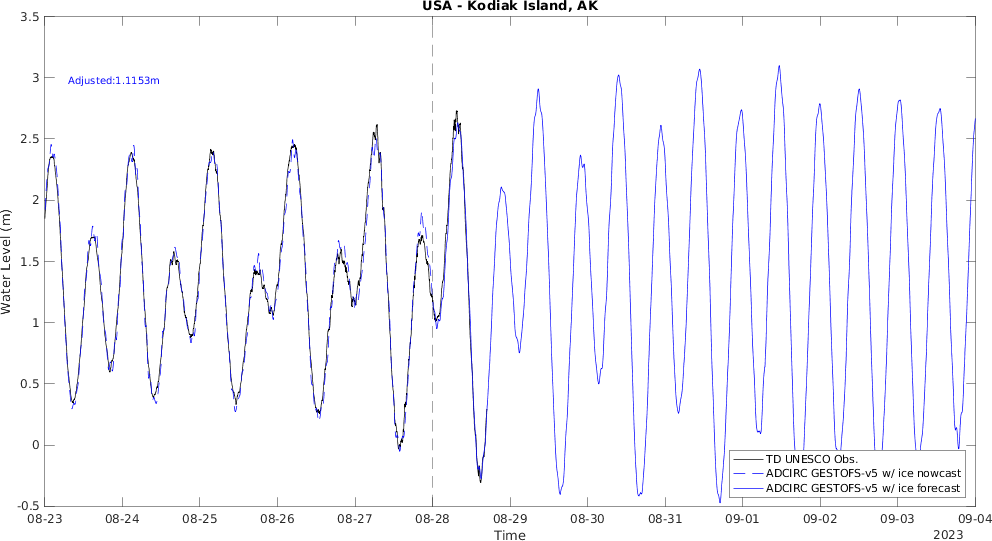 USA - Kodiak Island, AK
Adjusted:1.1153m
Water Level (m)
3.5
3
2.5
2
1.5
1
0.5
0
-0.5
TD UNESCO Obs.
ADCIRC GESTOFS-v5 w/ ice nowcast
ADCIRC GESTOFS-v5 w/ ice forecast
08-23 08-24 08-25 08-26 08-27 08-28 08-29 08-30 08-31 09-01 09-02 09-03 09-04
Time
2023